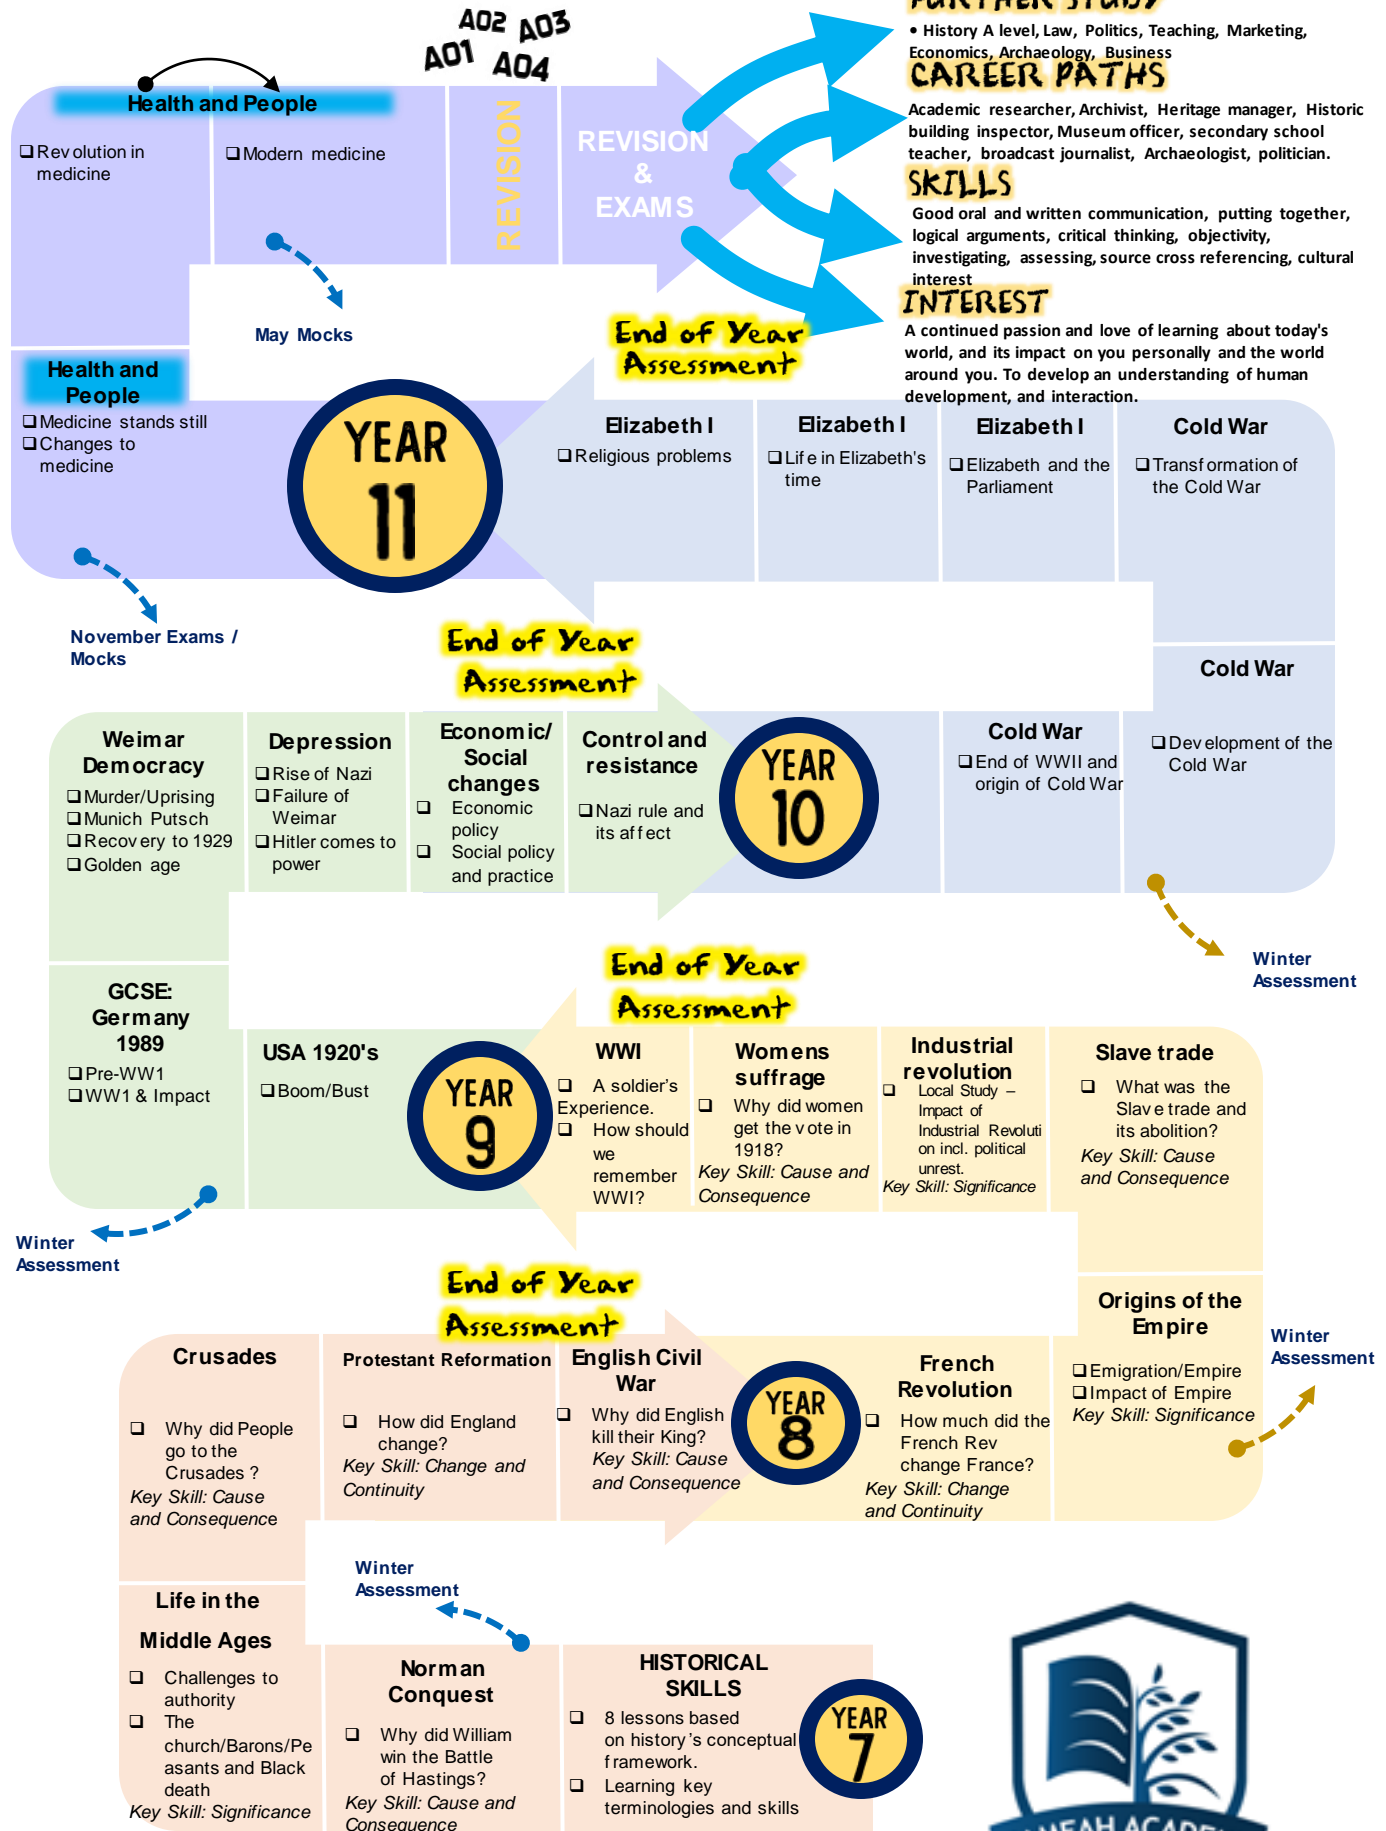 FURTHER STUDY
• History A level, Law, Politics, Teaching, Marketing,
Economics, Archaeology, Business
CAREER PATHS
Academic researcher, Archivist, Heritage manager, Historic
building inspector, Museum officer, secondary school
teacher, broadcast journalist, Archaeologist, politician.
SKILLS
Good oral and written communication, putting together,
logical arguments, critical thinking, objectivity,
investigating, assessing, source cross referencing, cultural
interest
INTEREST
A continued passion and love of learning about today's
world, and its impact on you personally and the world
around you. To develop an understanding of human
development, and interaction.
AO1
AO2
AO3
AO4
Health and People
❑ Revolution in
medicine
❑ Modern medicine
REVISION
REVISION
&
EXAMS
May Mocks
Health and
People
❑ Medicine stands still
❑ Changes to
medicine
November Exams /
Mocks
YEAR
11
End of Year
Assessment
Elizabeth I
❑ Religious problems
Elizabeth I
❑ Life in Elizabeth's
time
Elizabeth I
❑ Elizabeth and the
Parliament
Cold War
❑ Transformation of
the Cold War
Cold War
❑ Development of the
Cold War
Cold War
❑ End of WWII and
origin of Cold War
Winter
Assessment
YEAR
10
End of Year
Assessment
Weimar
Democracy
❑ Murder/Uprising
❑ Munich Putsch
❑ Recovery to 1929
❑ Golden age
Depression
❑ Rise of Nazi
❑ Failure of
Weimar
❑ Hitler comes to
power
Economic/
Social
changes
❑ Economic
policy
❑ Social policy
and practice
Control and
resistance
❑ Nazi rule and
its affect
GCSE:
Germany
1989
❑ Pre-WW1
❑ WW1 & Impact
USA 1920's
❑ Boom/Bust
Winter
Assessment
YEAR
9
End of Year
Assessment
WWI
❑ A soldier's
Experience.
❑ How should
we
remember
WWI?
Womens
suffrage
❑ Why did women
get the vote in
1918?
Key Skill: Cause and
Consequence
Industrial
revolution
❑ Local Study –
Impact of
Industrial Revoluti
on incl. political
unrest.
Key Skill: Significance
Slave trade
❑ What was the
Slave trade and
its abolition?
Key Skill: Cause
and Consequence
Origins of the
Empire
❑ Emigration/Empire
❑ Impact of Empire
Key Skill: Significance
Winter
Assessment
French
Revolution
❑ How much did the
French Rev
change France?
Key Skill: Change
and Continuity
YEAR
8
End of Year
Assessment
Crusades
❑ Why did People
go to the
Crusades ?
Key Skill: Cause
and Consequence
Protestant Reformation
❑ How did England
change?
Key Skill: Change and
Continuity
English Civil
War
❑ Why did English
kill their King?
Key Skill: Cause
and Consequence
Life in the
Middle Ages
❑ Challenges to
authority
❑ The
church/Barons/Pe
asants and Black
death
Key Skill: Significance
Winter
Assessment
Norman
Conquest
❑ Why did William
win the Battle
of Hastings?
Key Skill: Cause and
Consequence
HISTORICAL
SKILLS
❑ 8 lessons based
on history's conceptual
framework.
❑ Learning key
terminologies and skills
YEAR
7